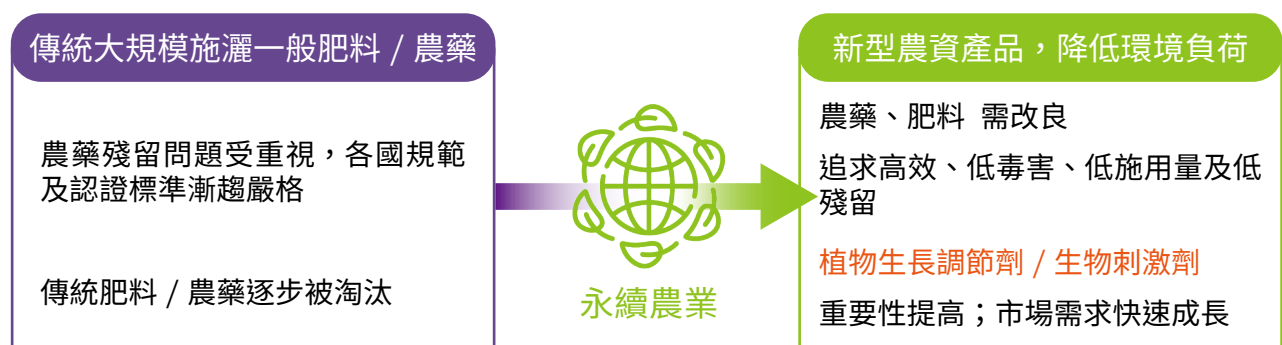 傳統大規模施灑一般肥料 / 農藥
農藥殘留問題受重視，各國規範
及認證標準漸趨嚴格
傳統肥料 / 農藥逐步被淘汰
永續農業
新型農資產品，降低環境負荷
農藥、肥料 需改良
追求高效、低毒害、低施用量及低
殘留
植物生長調節劑 / 生物刺激劑
重要性提高；市場需求快速成長